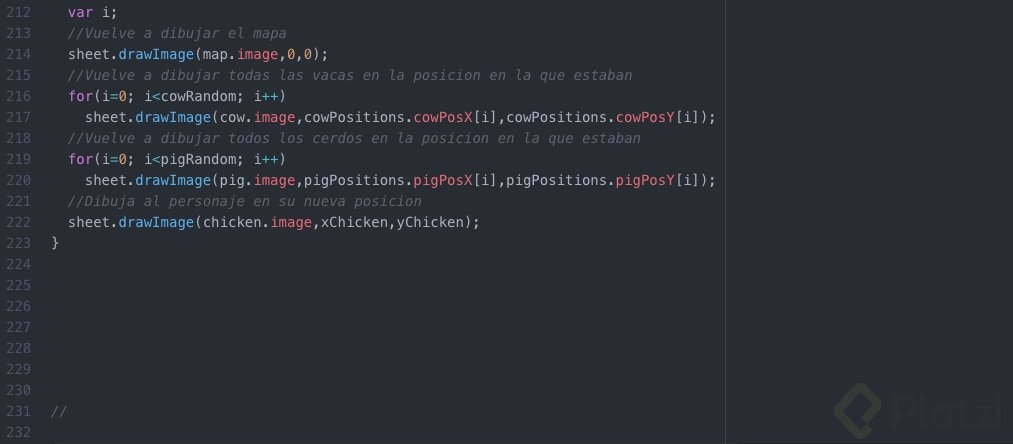 212 var i;
213 //Vuelve a dibujar el mapa
214 sheet.drawImage(map.image,0,0);
215 //Vuelve a dibujar todas las vacas en la posicion en la que estaban
216 for(i=0; i<cowRandom; i++)
217 sheet.drawImage(cow.image,cowPositions.cowPosX[i],cowPositions.cowPosY[i]);
218 //Vuelve a dibujar todos los cerdos en la posicion en la que estaban
219 for(i=0; i<pigRandom; i++)
220 sheet.drawImage(pig.image,pigPositions.pigPosX[i],pigPositions.pigPosY[i]);
221 //Dibuja al personaje en su nueva posicion
222 sheet.drawImage(chicken.image,xChicken,yChicken);
223 }
224
225
226
227
228
229
230
231 //
232
Platzi